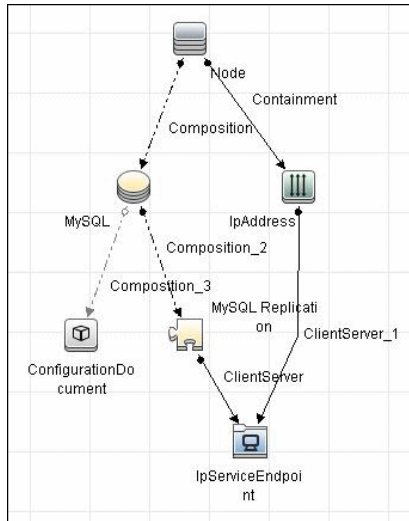 Node
Containment
Composition
MySQL
IpAddress
Composition_2
Composition_3
MySQL Replicati
on
ClientServer_1
ConfigurationDo
cument
ClientServer
IpServiceEndpoi
nt